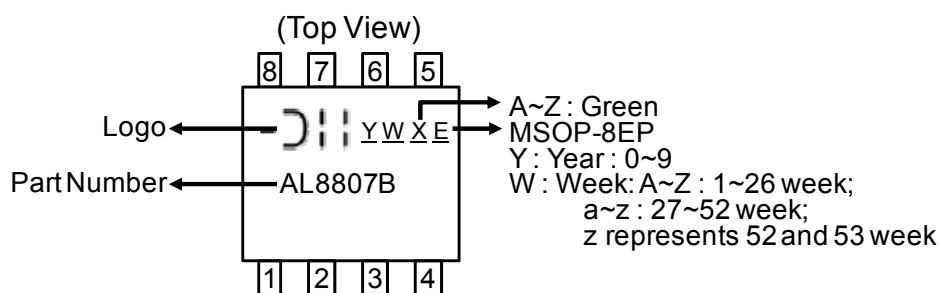 (Top View)
8 7 6 5
A~Z : Green
Logo
Y W X E
MSOP-8EP
Y : Year : 0~9
Part Number
AL8807B
W : Week: A~Z : 1~26 week;
a~z : 27~52 week;
z represents 52 and 53 week
1 2 3 4